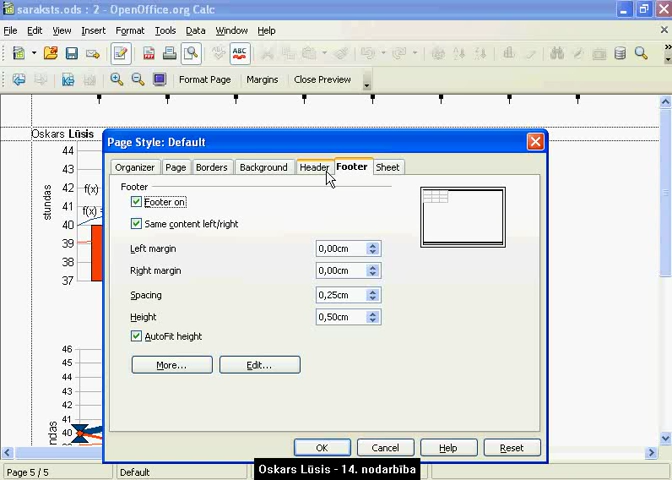 saraksts.ods : 2 - OpenOffice.org Calc
File Edit View Insert Format Tools Data Window Help
ABC
Format Page Margins Close Preview
Oskars Lūsis
stundas
44
43
42
41
40
39
38
37
f(x)
f(x) =
46
45
44
43
42
41
40
39
38
Page Style: Default
Organizer Page Borders Background Header Footer Sheet
Footer
Footer on
Same content left/right
Left margin 0,00cm
Right margin 0,00cm
Spacing 0,25cm
Height 0,50cm
AutoFit height
More... Edit...
OK Cancel Help Reset
Page 5 / 5 Default
Oskars Lūsis - 14. nodarbība